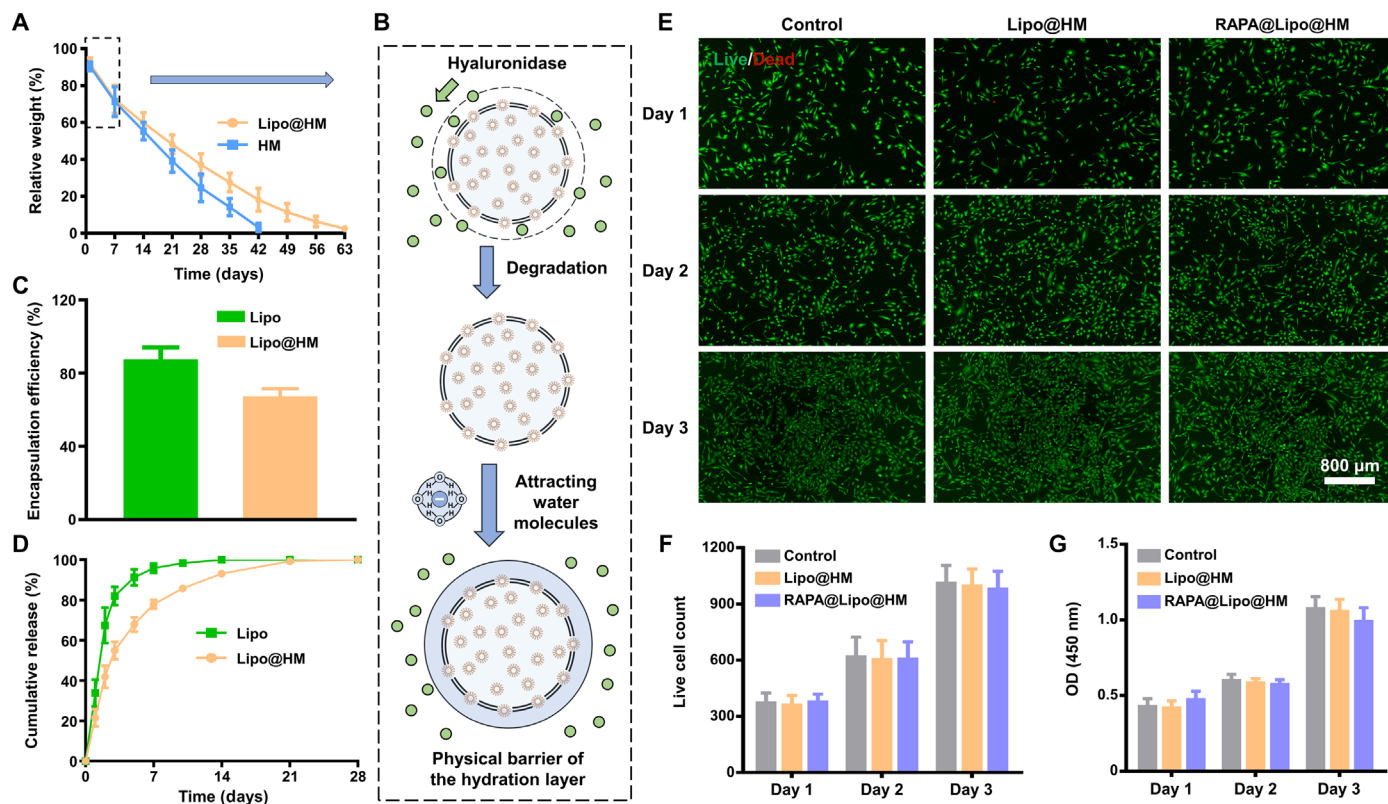 A
Relative weight (%)
100
80
60
40
20
0
Lipo@HM
HM
0 7 14 21 28 35 42 49 56 63
Time (days)
B
Hyaluronidase
Degradation
Attracting
water
molecules
Physical barrier of
the hydration layer
C
Encapsulation efficiency (%)
120
80
40
0
Lipo
Lipo@HM
D
Cumulative release (%)
100
80
60
40
20
0
Lipo
Lipo@HM
0 7 14 21 28
Time (days)
E
Control Lipo@HM RAPA@Lipo@HM
Live/Dead
Day 1
Day 2
Day 3
800 μm
F
Live cell count
1200
900
600
300
0
Control
Lipo@HM
RAPA@Lipo@HM
Day 1 Day 2 Day 3
G
OD (450 nm)
1.5
1.0
0.5
0.0
Control
Lipo@HM
RAPA@Lipo@HM
Day 1 Day 2 Day 3